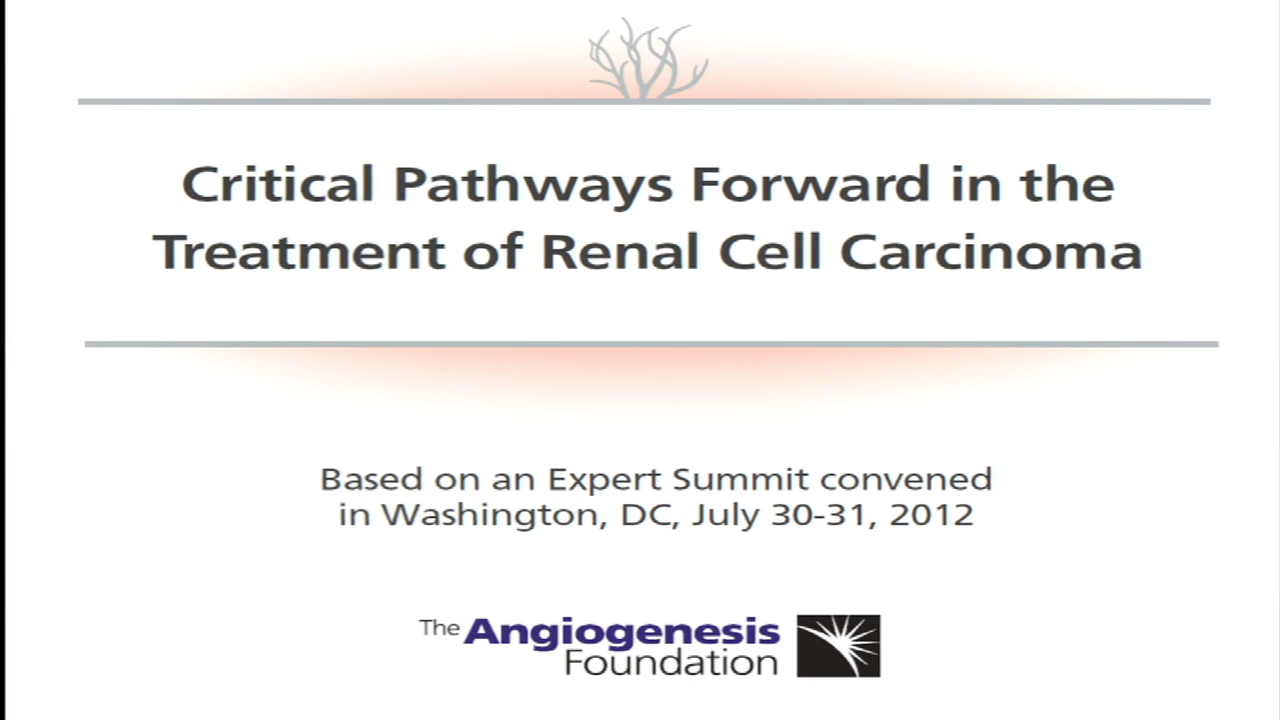 Critical Pathways Forward in the
Treatment of Renal Cell Carcinoma
Based on an Expert Summit convened
in Washington, DC, July 30-31, 2012
The Angiogenesis
Foundation